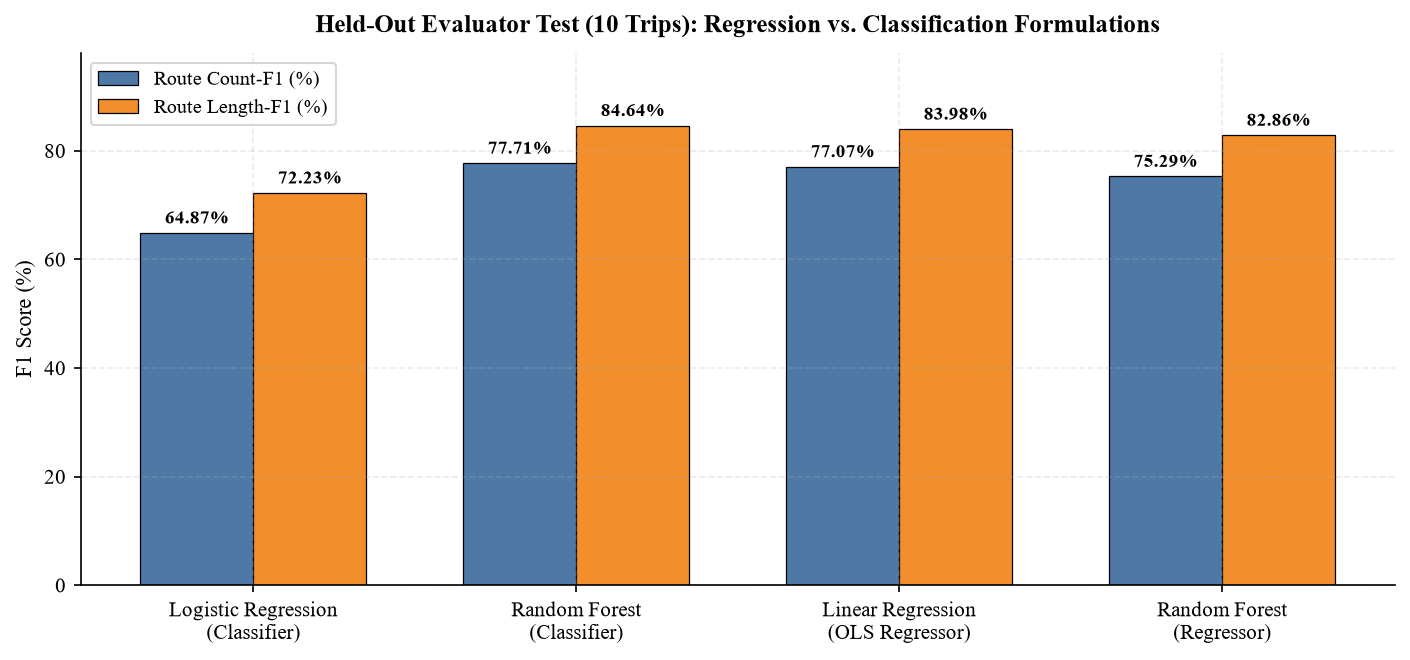 Held-Out Evaluator Test (10 Trips): Regression vs. Classification Formulations
Route Count-F1 (%)
Route Length-F1 (%)
F1 Score (%)
80
60
40
20
0
64.87%
72.23%
77.71%
84.64%
77.07%
83.98%
75.29%
82.86%
Logistic Regression
(Classifier)
Random Forest
(Classifier)
Linear Regression
(OLS Regressor)
Random Forest
(Regressor)